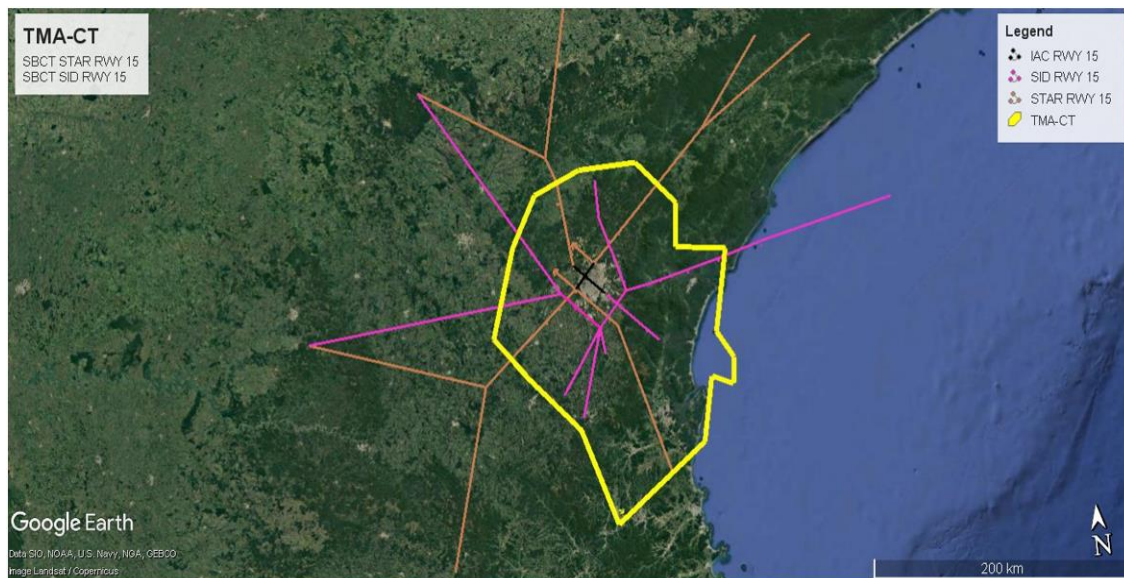 TMA-CT
SBCT STAR RWY 15
SBCT SID RWY 15
Legend
IAC RWY 15
SID RWY 15
STAR RWY 15
TMA-CT
Google Earth
Data SIO, NOAA, U.S. Navy, NGA, GEBCO
Image Landsat / Copernicus
N
200 km